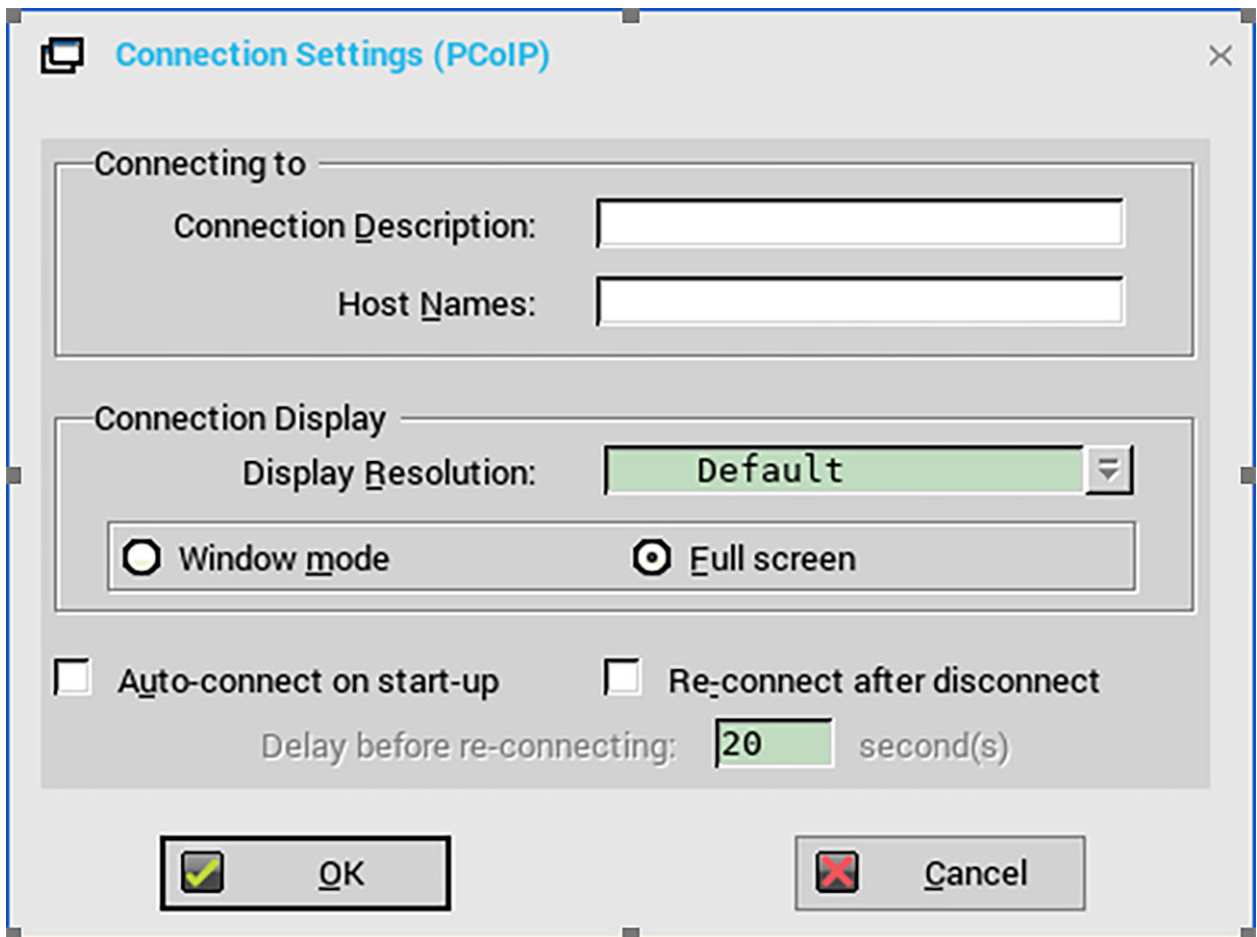 Connection Settings (PCoIP)
Connecting to
Connection Description:
Host Names:
Connection Display
Display Resolution: Default
Window mode Full screen
Auto-connect on start-up Re-connect after disconnect
Delay before re-connecting: 20 second(s)
OK Cancel